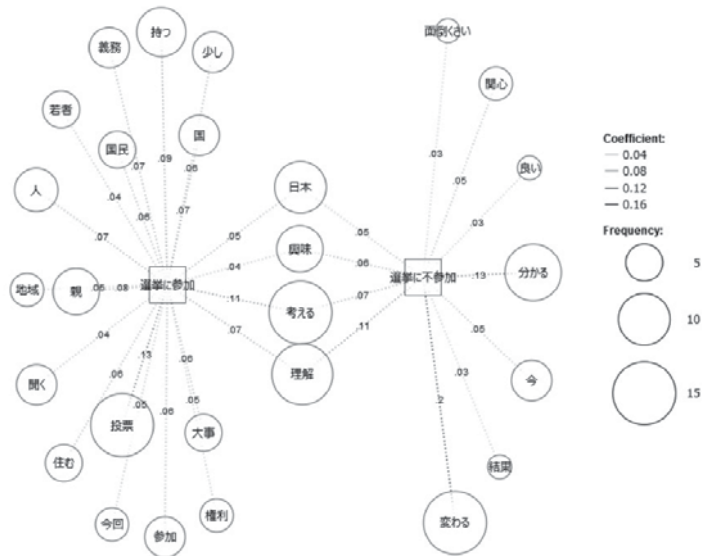 面倒くさい
持つ
義務
少し
関心
若者
国民
国
.07
.09
.06
.03
Coefficient:
0.04
0.08
0.12
0.16
.04
.06
.07
.05
良い
人
日本
.03
.07
.05
.05
Frequency:
5
10
15
興味
.04
.06
地域
親
.06
.08
選挙に参加
選挙に不参加
.13
分かる
.11
考える
.07
.04
.07
.11
.05
聞く
理解
今
.13
.06
.06
.03
.2
投票
.05
.06
.05
大事
住む
結果
今回
参加
権利
変わる